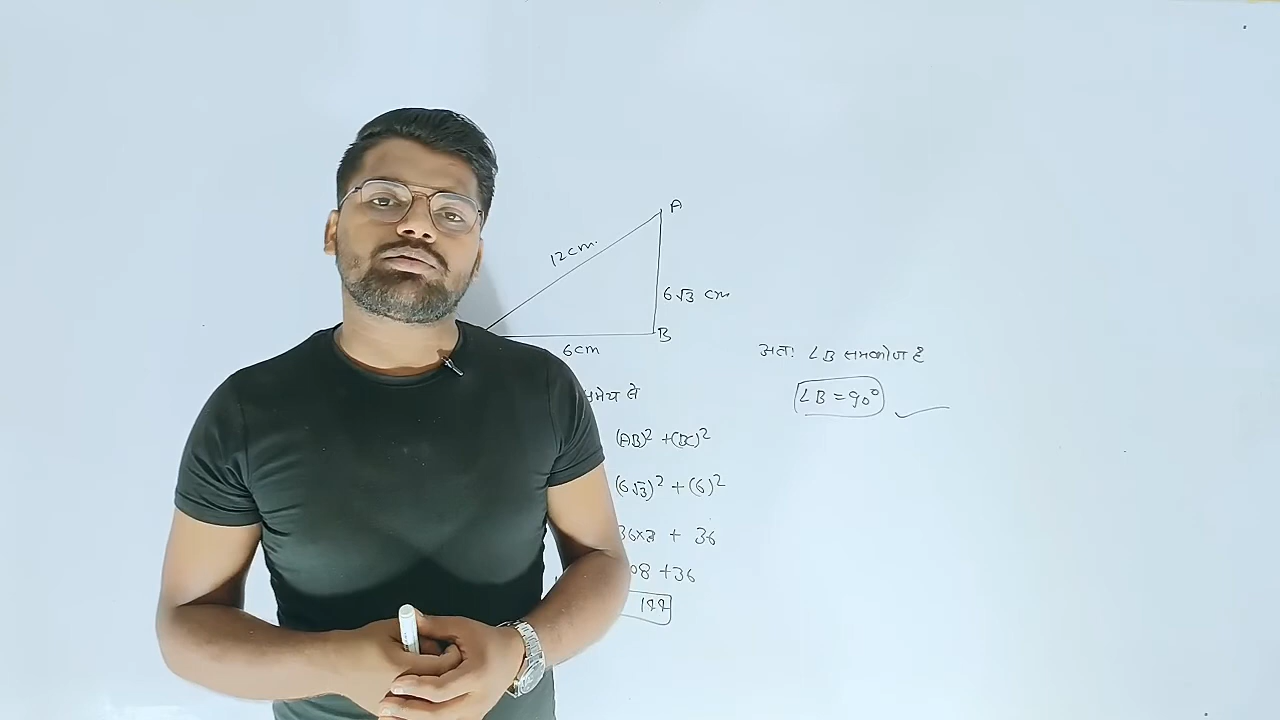 A
12cm.
6√3 cm
B
6cm
अतः ∠B समकोण है
∠B = 90°
प्रमेय से
(AB)² + (BC)²
(6√3)² + (6)²
36×3 + 36
08 + 36
144